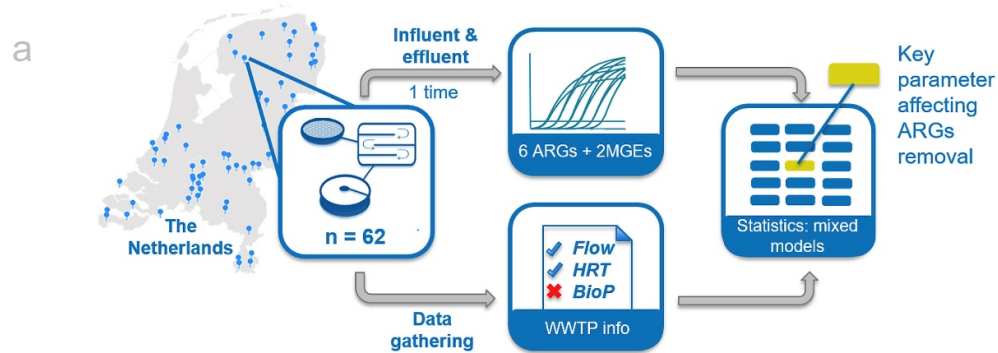 a
Influent &
effluent
1 time
6 ARGs + 2MGEs
Key
parameter
affecting
ARGs
removal
n = 62
The
Netherlands
Flow
HRT
BioP
WWTP info
Data
gathering
Statistics: mixed
models